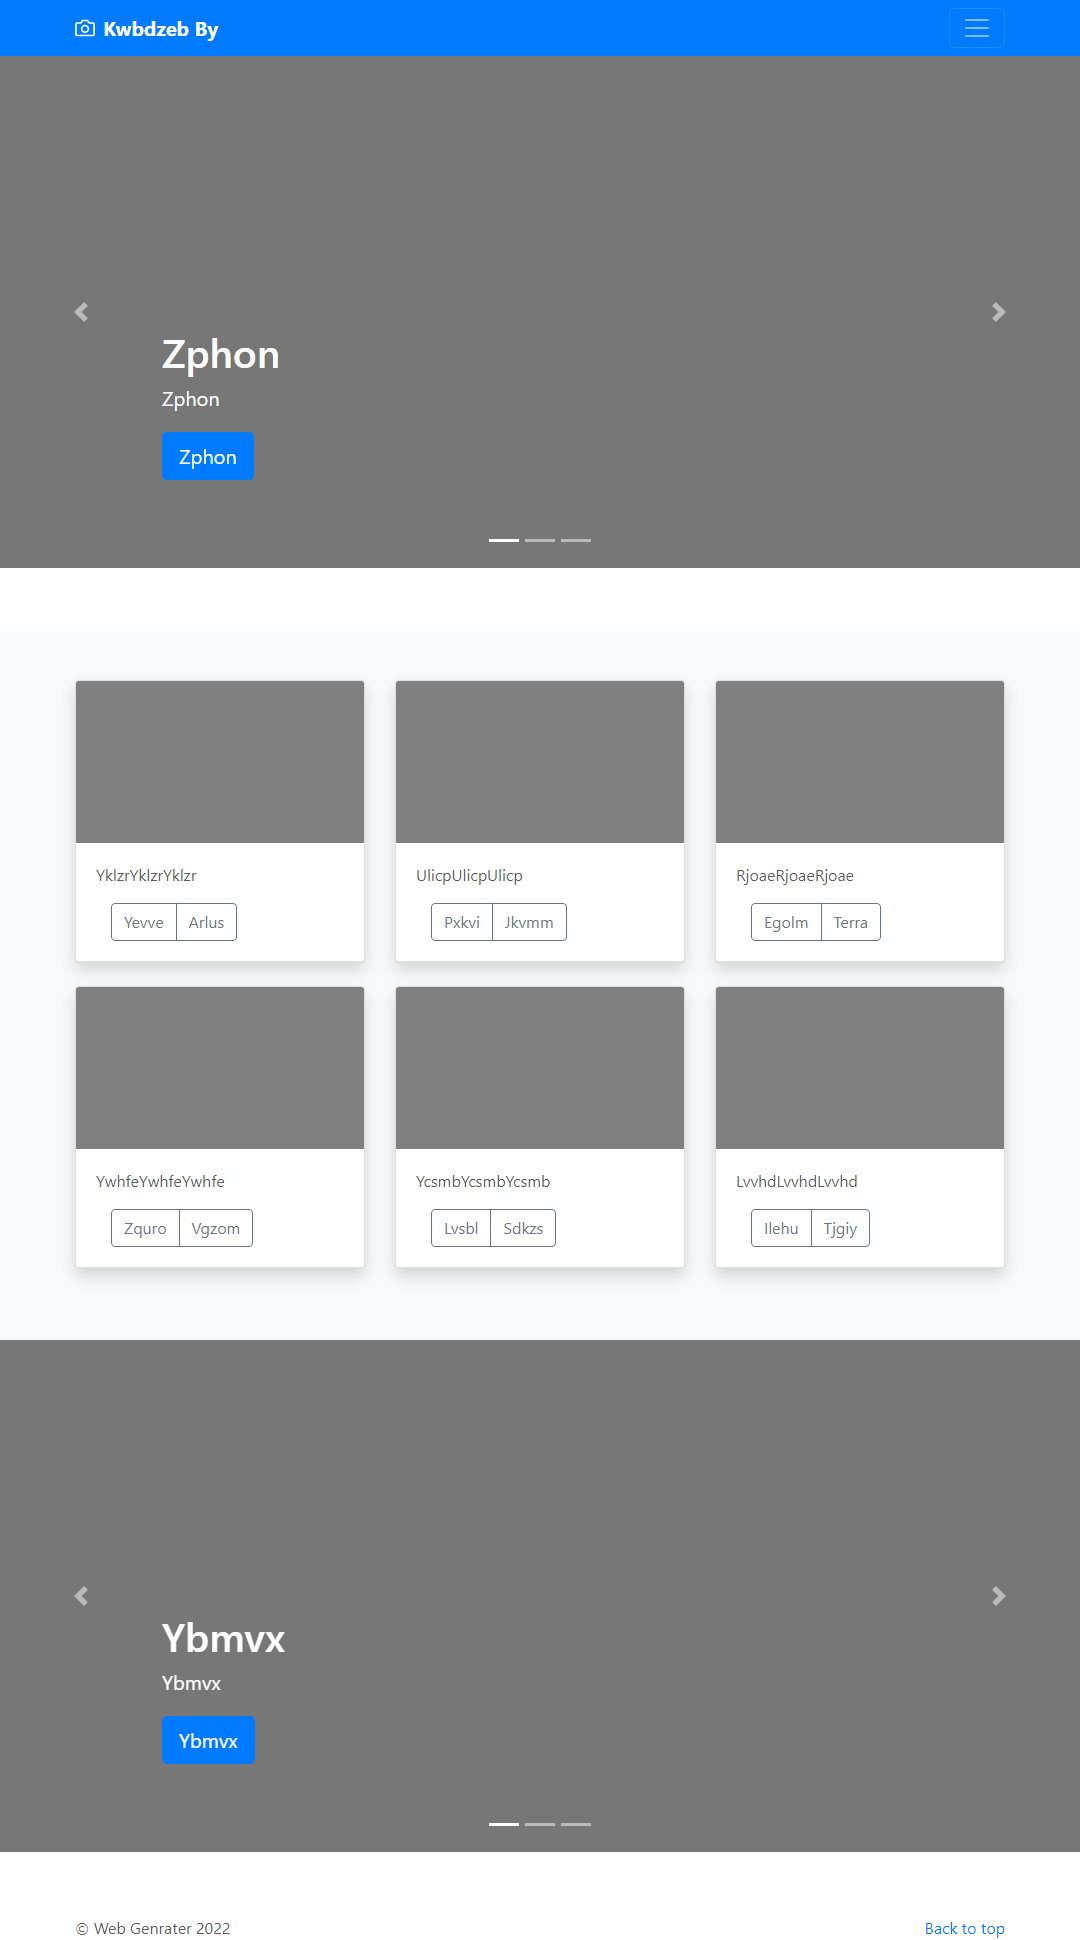 Kwbdzeb By
Zphon
Zphon
Zphon
YklzrYklzrYklzr
Yevve Arlus
UlicpUlicpUlicp
Pxkvi Jkvmm
RjoaeRjoaeRjoae
Egolm Terra
YwhfeYwhfeYwhfe
Zquro Vgzom
YcsmbYcsmbYcsmb
Lvsbl Sdkzs
LvvhdLvvhdLvvhd
Ilehu Tjgiy
Ybmvx
Ybmvx
Ybmvx
© Web Genrater 2022
Back to top